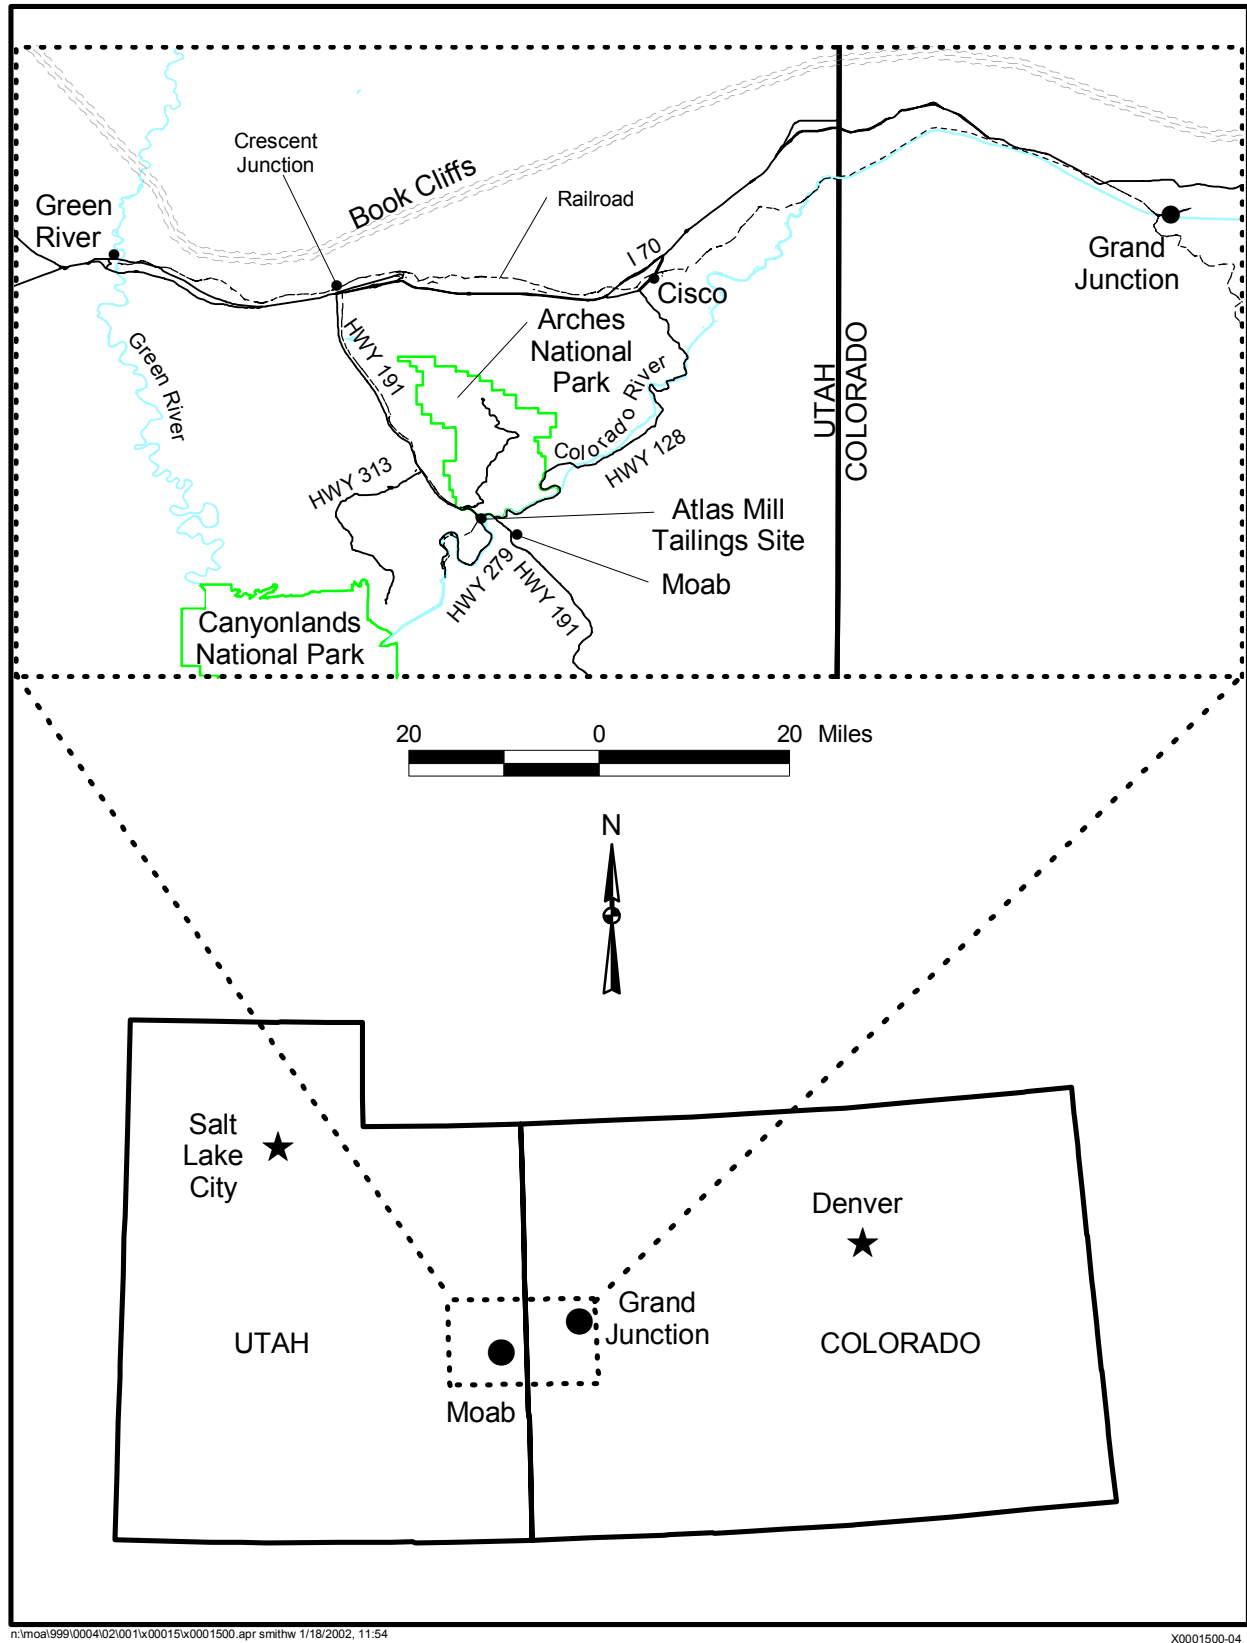 Crescent
Junction
Book Cliffs
Railroad
Green
River
I 70
Grand
Junction
Cisco
Arches
National
Park
HWY 191
Green River
UTAH
COLORADO
Colorado River
HWY 128
HWY 313
Atlas Mill
Tailings Site
Moab
HWY 279
HWY 191
Canyonlands
National Park
20 0 20 Miles
N
Salt
Lake
City
Denver
Grand
Junction
UTAH
COLORADO
Moab
n:\moa\999\0004\02\001\x00015\x0001500.apr smithw 1/18/2002, 11:54
X0001500-04